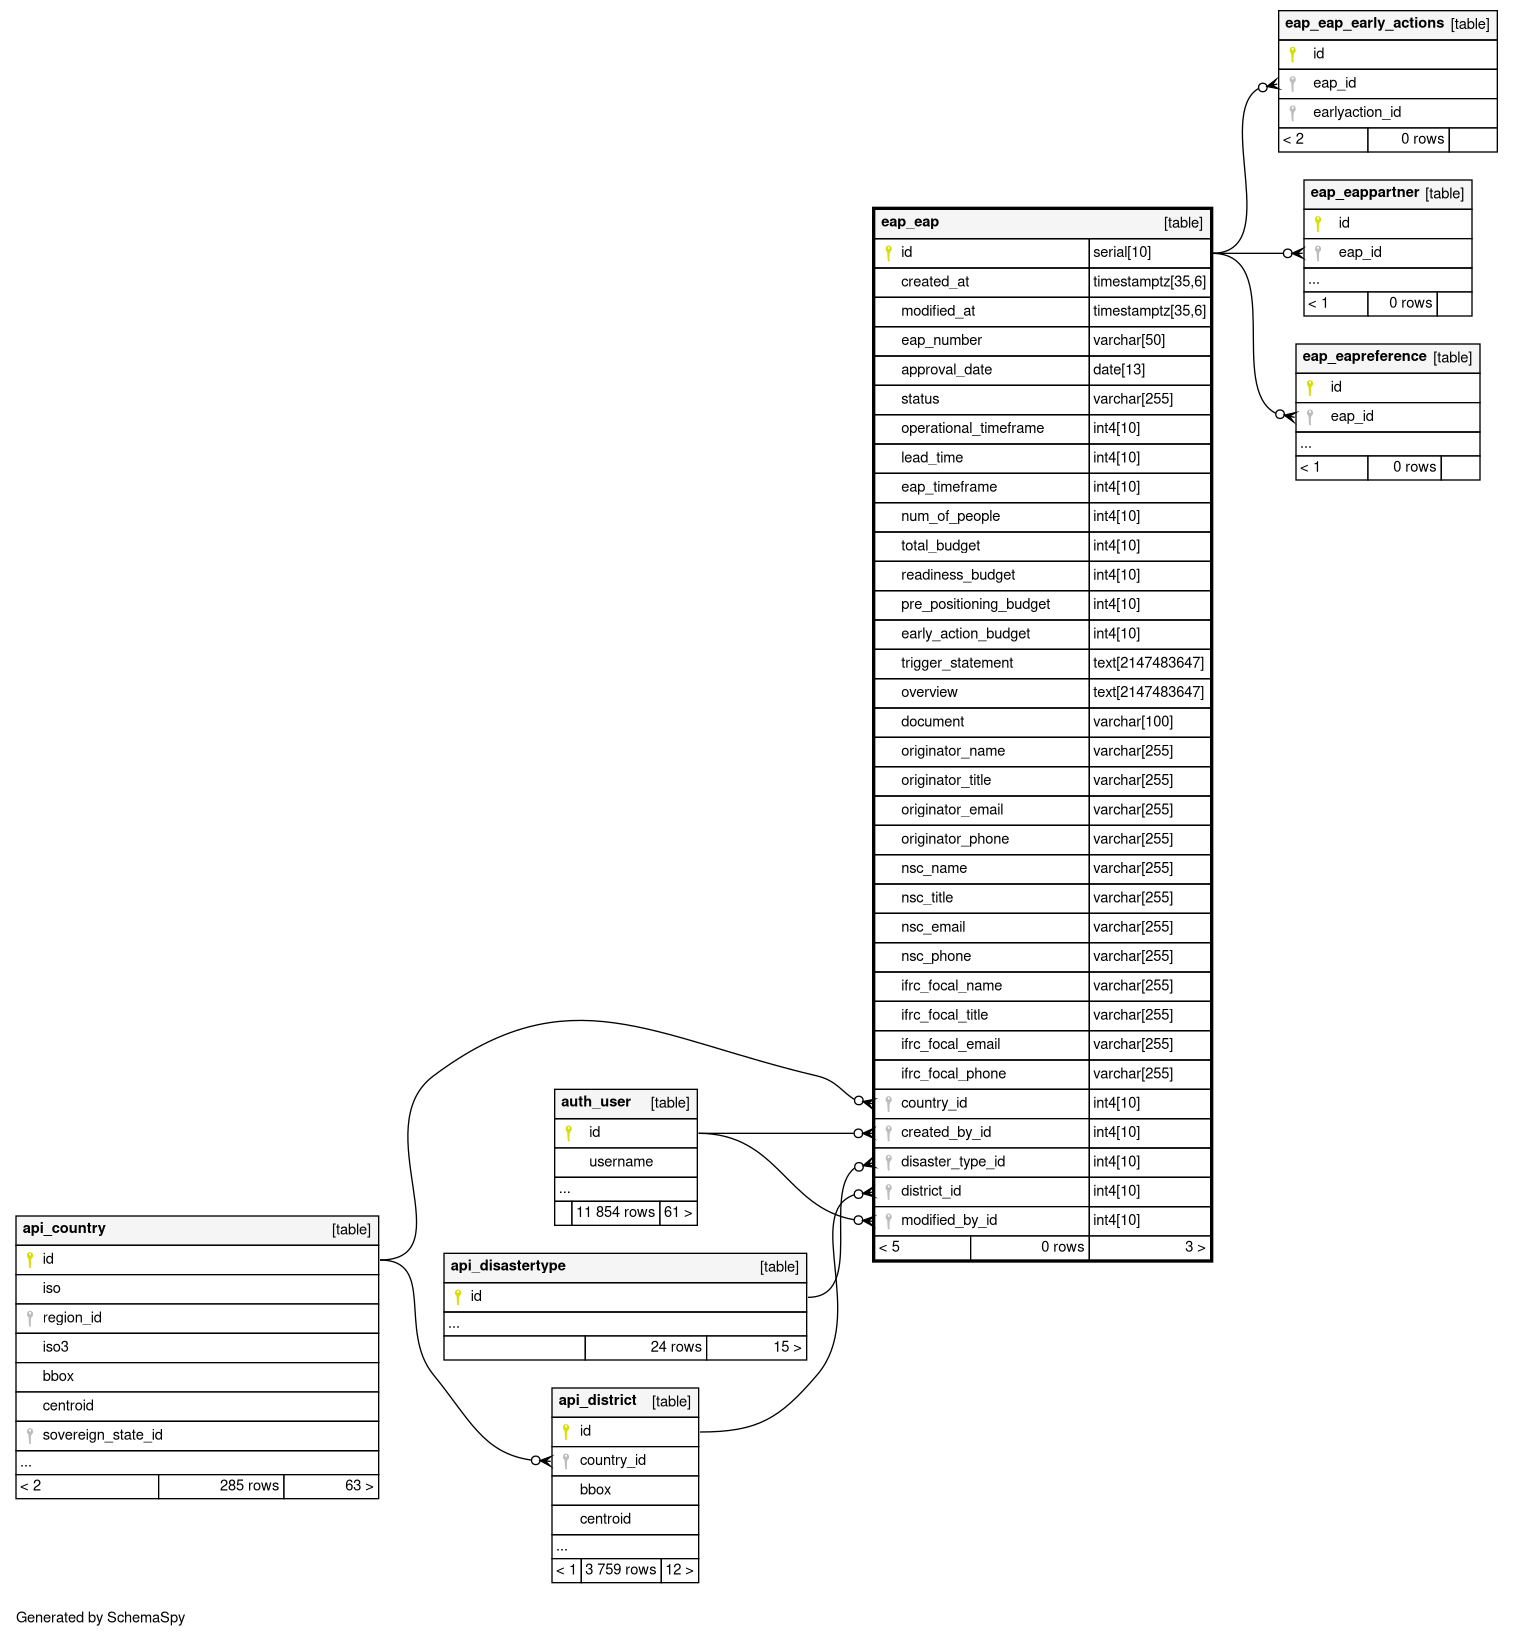 eap_eap_early_actions [table]
id
eap_id
earlyaction_id
< 2 0 rows
eap_eappartner [table]
id
eap_id
...
< 1 0 rows
eap_eapreference [table]
id
eap_id
...
< 1 0 rows
eap_eap [table]
id serial[10]
created_at timestamptz[35,6]
modified_at timestamptz[35,6]
eap_number varchar[50]
approval_date date[13]
status varchar[255]
operational_timeframe int4[10]
lead_time int4[10]
eap_timeframe int4[10]
num_of_people int4[10]
total_budget int4[10]
readiness_budget int4[10]
pre_positioning_budget int4[10]
early_action_budget int4[10]
trigger_statement text[2147483647]
overview text[2147483647]
document varchar[100]
originator_name varchar[255]
originator_title varchar[255]
originator_email varchar[255]
originator_phone varchar[255]
nsc_name varchar[255]
nsc_title varchar[255]
nsc_email varchar[255]
nsc_phone varchar[255]
ifrc_focal_name varchar[255]
ifrc_focal_title varchar[255]
ifrc_focal_email varchar[255]
ifrc_focal_phone varchar[255]
country_id int4[10]
created_by_id int4[10]
disaster_type_id int4[10]
district_id int4[10]
modified_by_id int4[10]
< 5 0 rows 3 >
auth_user [table]
id
username
...
11 854 rows 61 >
api_country [table]
id
iso
region_id
iso3
bbox
centroid
sovereign_state_id
...
< 2 285 rows 63 >
api_disastertype [table]
id
...
24 rows 15 >
api_district [table]
id
country_id
bbox
centroid
...
< 1 3 759 rows 12 >
Generated by SchemaSpy